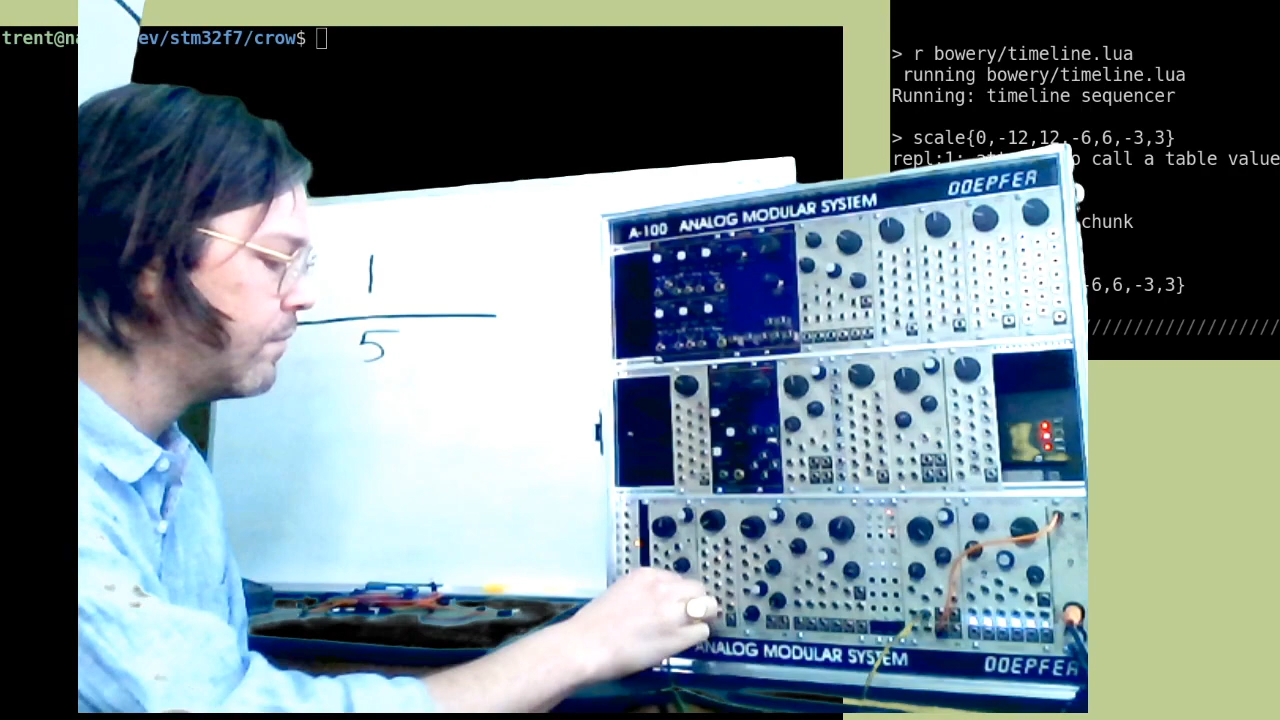 trent@n ev/stm32f7/crow$
> r bowery/timeline.lua
running bowery/timeline.lua
Running: timeline sequencer
> scale{0,-12,12,-6,6,-3,3}
repl:1: call a table value
chunk
-6,6,-3,3}
//////////////////
1
5
A-100 ANALOG MODULAR SYSTEM DOEPFER
ANALOG MODULAR SYSTEM DOEPFER